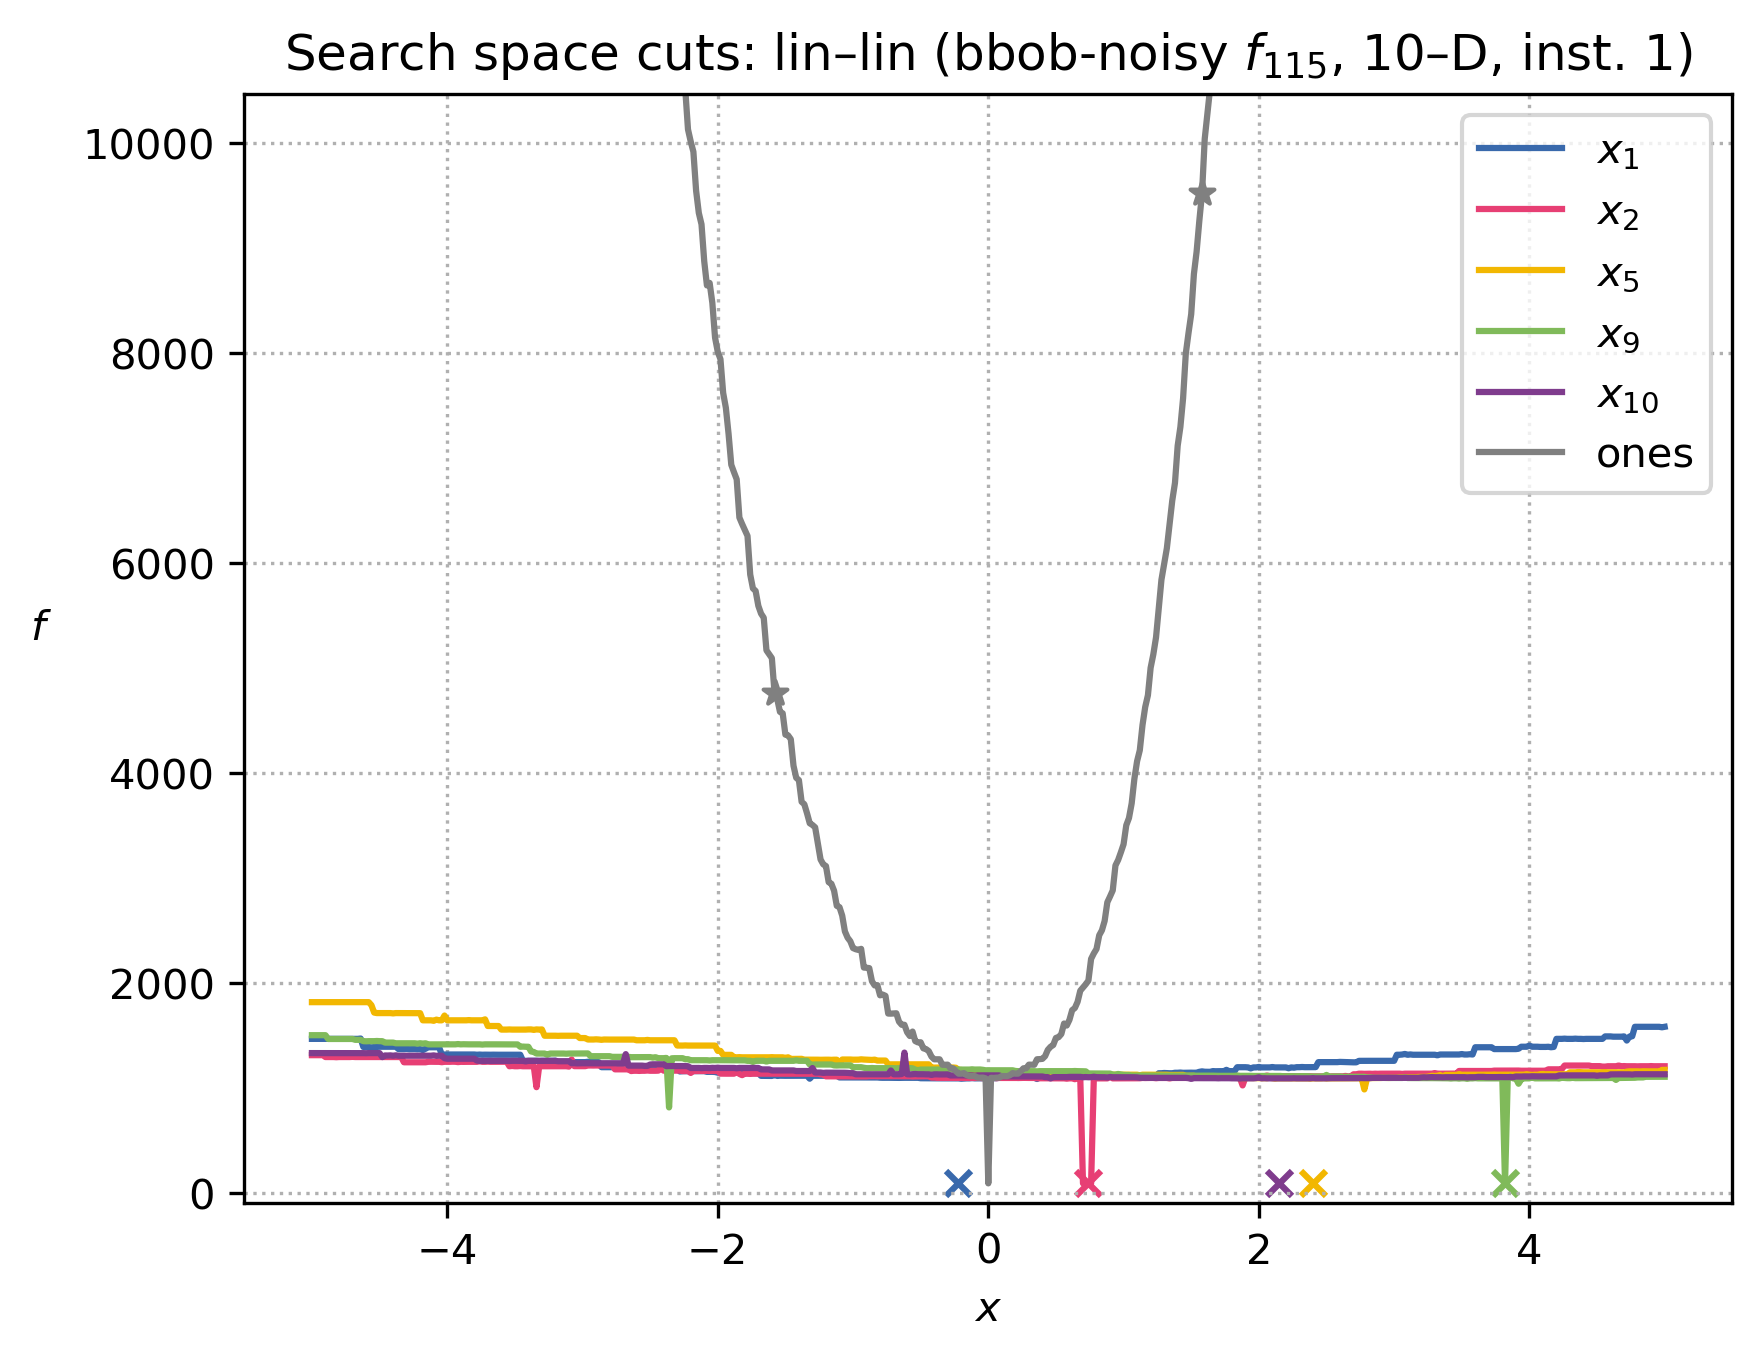 Search space cuts: lin–lin (bbob-noisy f₁₁₅, 10–D, inst. 1)
10000
8000
6000
4000
2000
0
f
−4
−2
0
2
4
x
x₁
x₂
x₅
x₉
x₁₀
ones